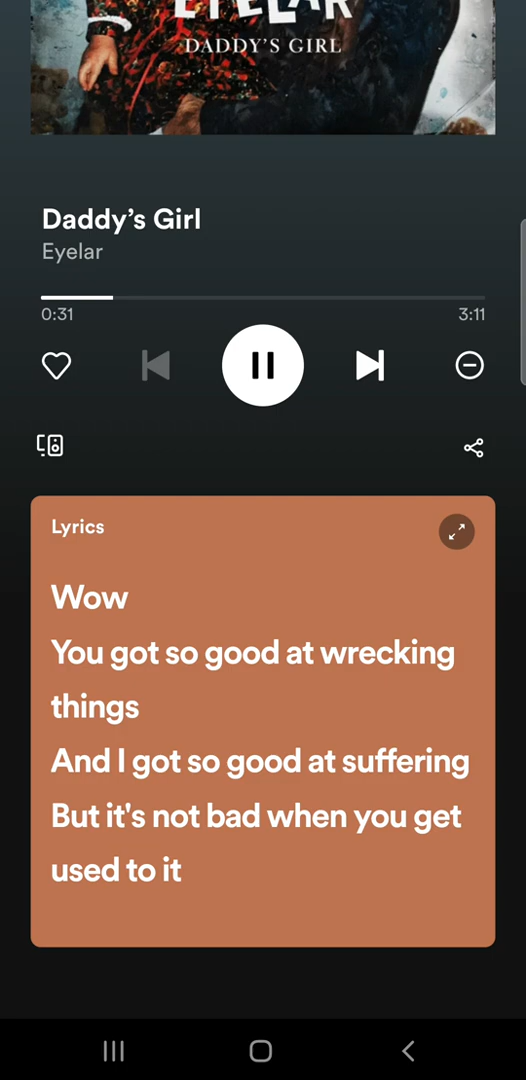 EYELAR
DADDY'S GIRL
Daddy's Girl
Eyelar
0:31
3:11
Lyrics
Wow
You got so good at wrecking
things
And I got so good at suffering
But it's not bad when you get
used to it